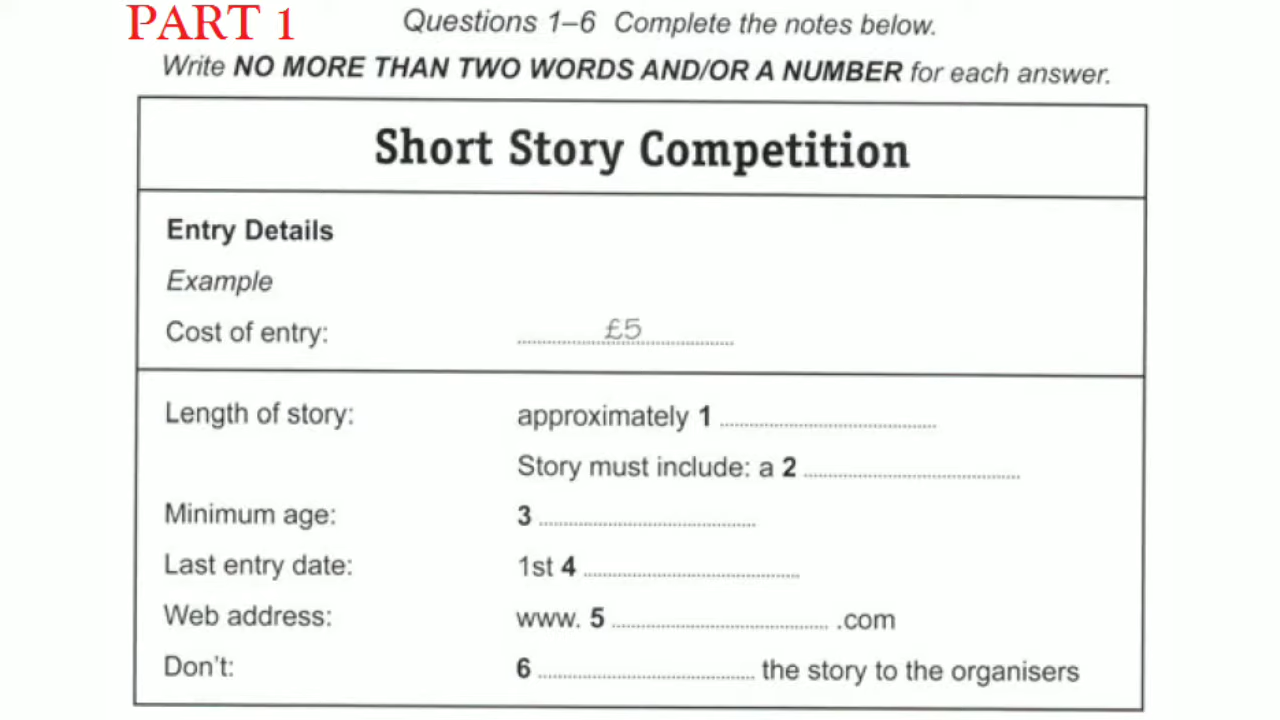 PART 1
Questions 1–6 Complete the notes below.
Write NO MORE THAN TWO WORDS AND/OR A NUMBER for each answer.
Short Story Competition
Entry Details
Example
Cost of entry: £5
Length of story: approximately 1
Story must include: a 2
Minimum age: 3
Last entry date: 1st 4
Web address: www. 5 .com
Don't: 6 the story to the organisers